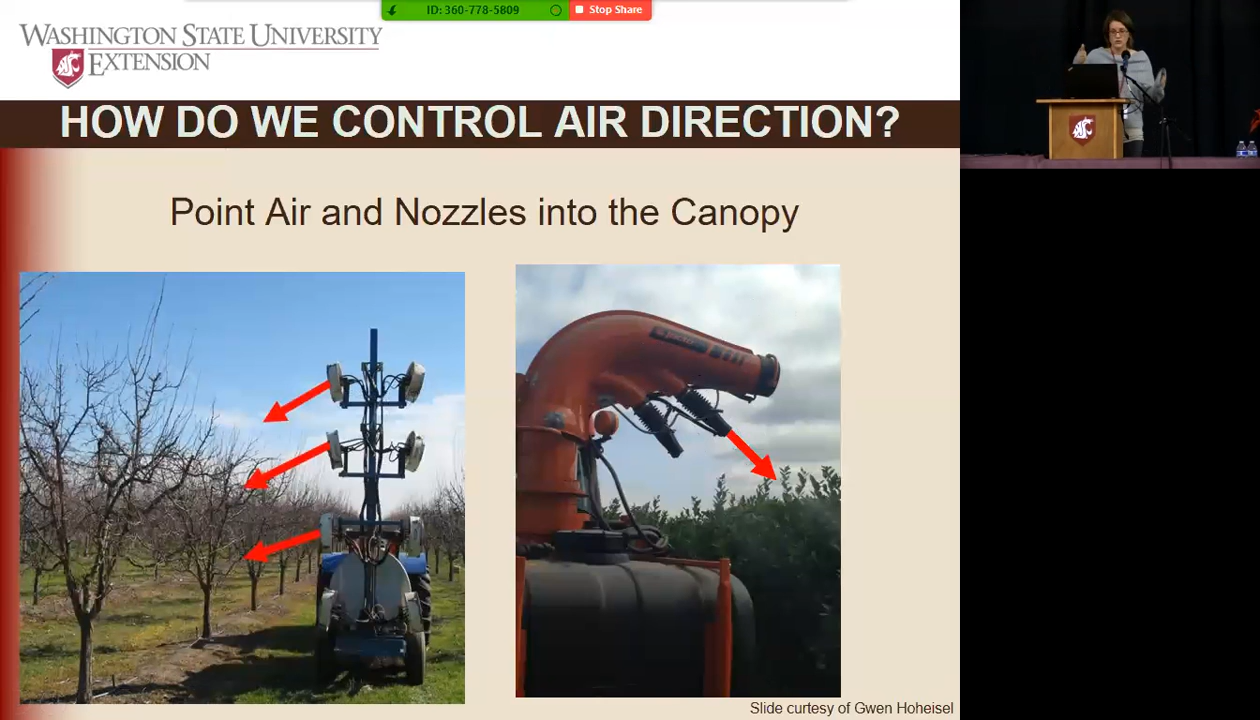 ID: 360-778-5809
Stop Share
WASHINGTON STATE UNIVERSITY
EXTENSION
HOW DO WE CONTROL AIR DIRECTION?
Point Air and Nozzles into the Canopy
Slide curtesy of Gwen Hoheisel